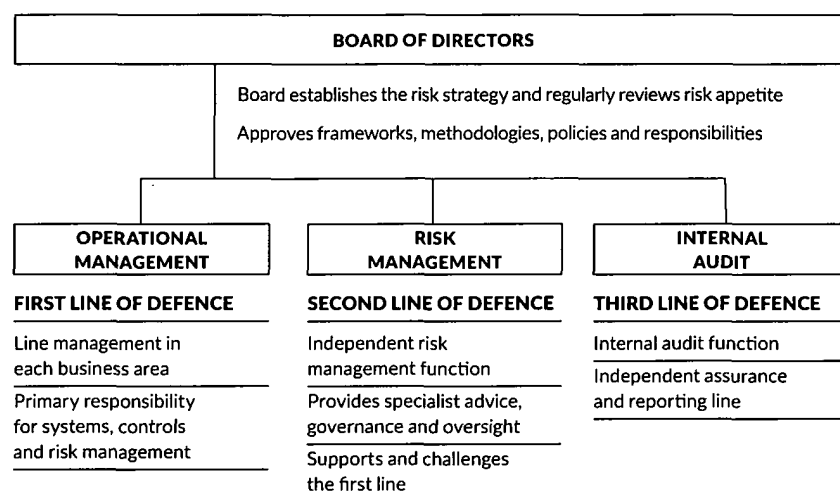 BOARD OF DIRECTORS
Board establishes the risk strategy and regularly reviews risk appetite
Approves frameworks, methodologies, policies and responsibilities
OPERATIONAL
MANAGEMENT
FIRST LINE OF DEFENCE
Line management in
each business area
Primary responsibility
for systems, controls
and risk management
RISK
MANAGEMENT
SECOND LINE OF DEFENCE
Independent risk
management function
Provides specialist advice,
governance and oversight
Supports and challenges
the first line
INTERNAL
AUDIT
THIRD LINE OF DEFENCE
Internal audit function
Independent assurance
and reporting line